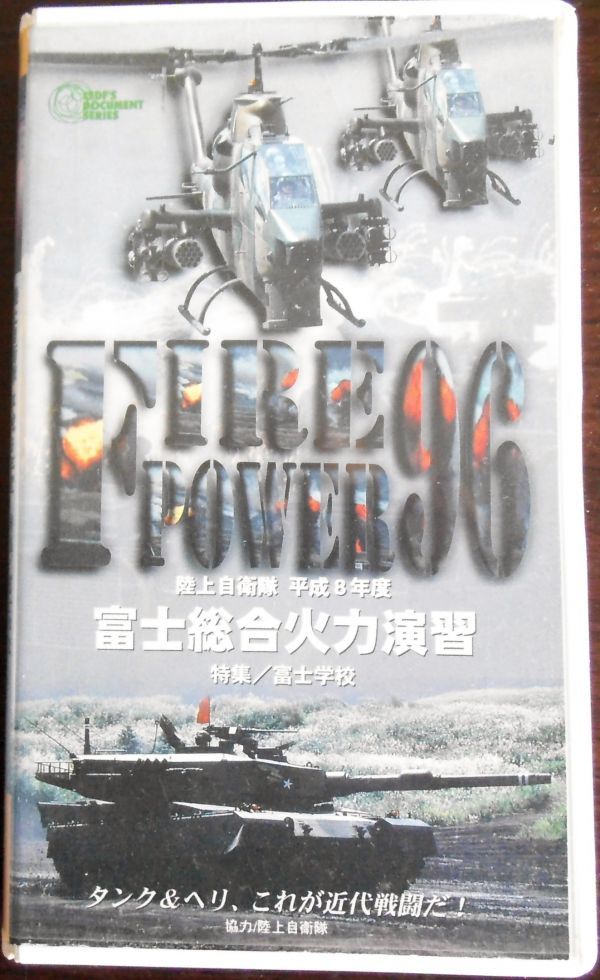 JSDF'S
DOCUMENT
SERIES
FIRE
POWER
96
陸上自衛隊 平成8年度
富士総合火力演習
特集／富士学校
タンク&ヘリ、これが近代戦闘だ！
協力/陸上自衛隊